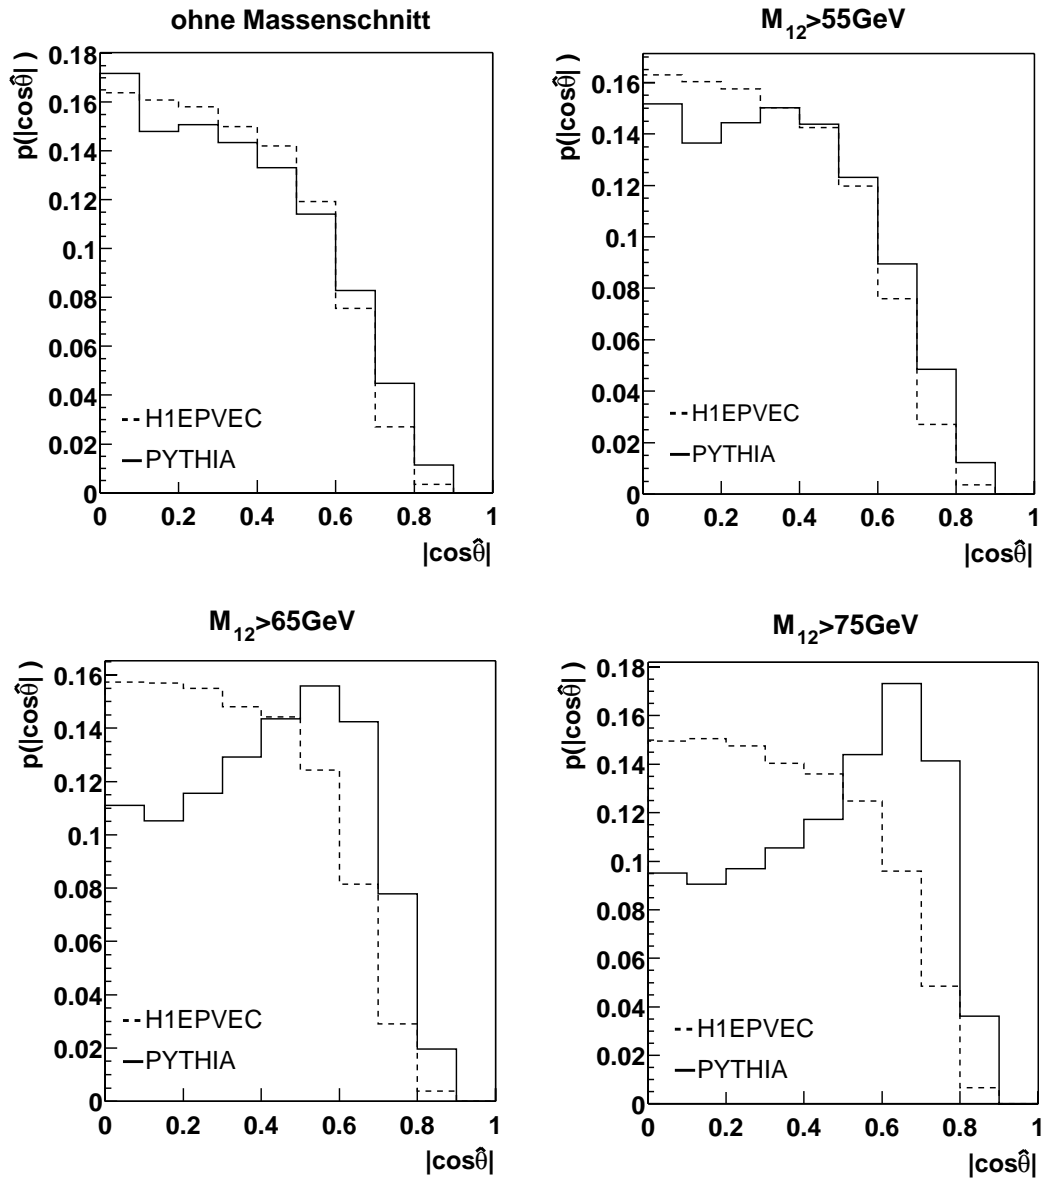 ohne Massenschnitt
p(|cosθ̂| )
0.18
0.16
0.14
0.12
0.1
0.08
0.06
0.04
0.02
0
H1EPVEC
PYTHIA
0 0.2 0.4 0.6 0.8 1
|cosθ̂|
M12>55GeV
p(|cosθ̂| )
0.16
0.14
0.12
0.1
0.08
0.06
0.04
0.02
0
H1EPVEC
PYTHIA
0 0.2 0.4 0.6 0.8 1
|cosθ̂|
M12>65GeV
p(|cosθ̂| )
0.16
0.14
0.12
0.1
0.08
0.06
0.04
0.02
0
H1EPVEC
PYTHIA
0 0.2 0.4 0.6 0.8 1
|cosθ̂|
M12>75GeV
p(|cosθ̂| )
0.18
0.16
0.14
0.12
0.1
0.08
0.06
0.04
0.02
0
H1EPVEC
PYTHIA
0 0.2 0.4 0.6 0.8 1
|cosθ̂|